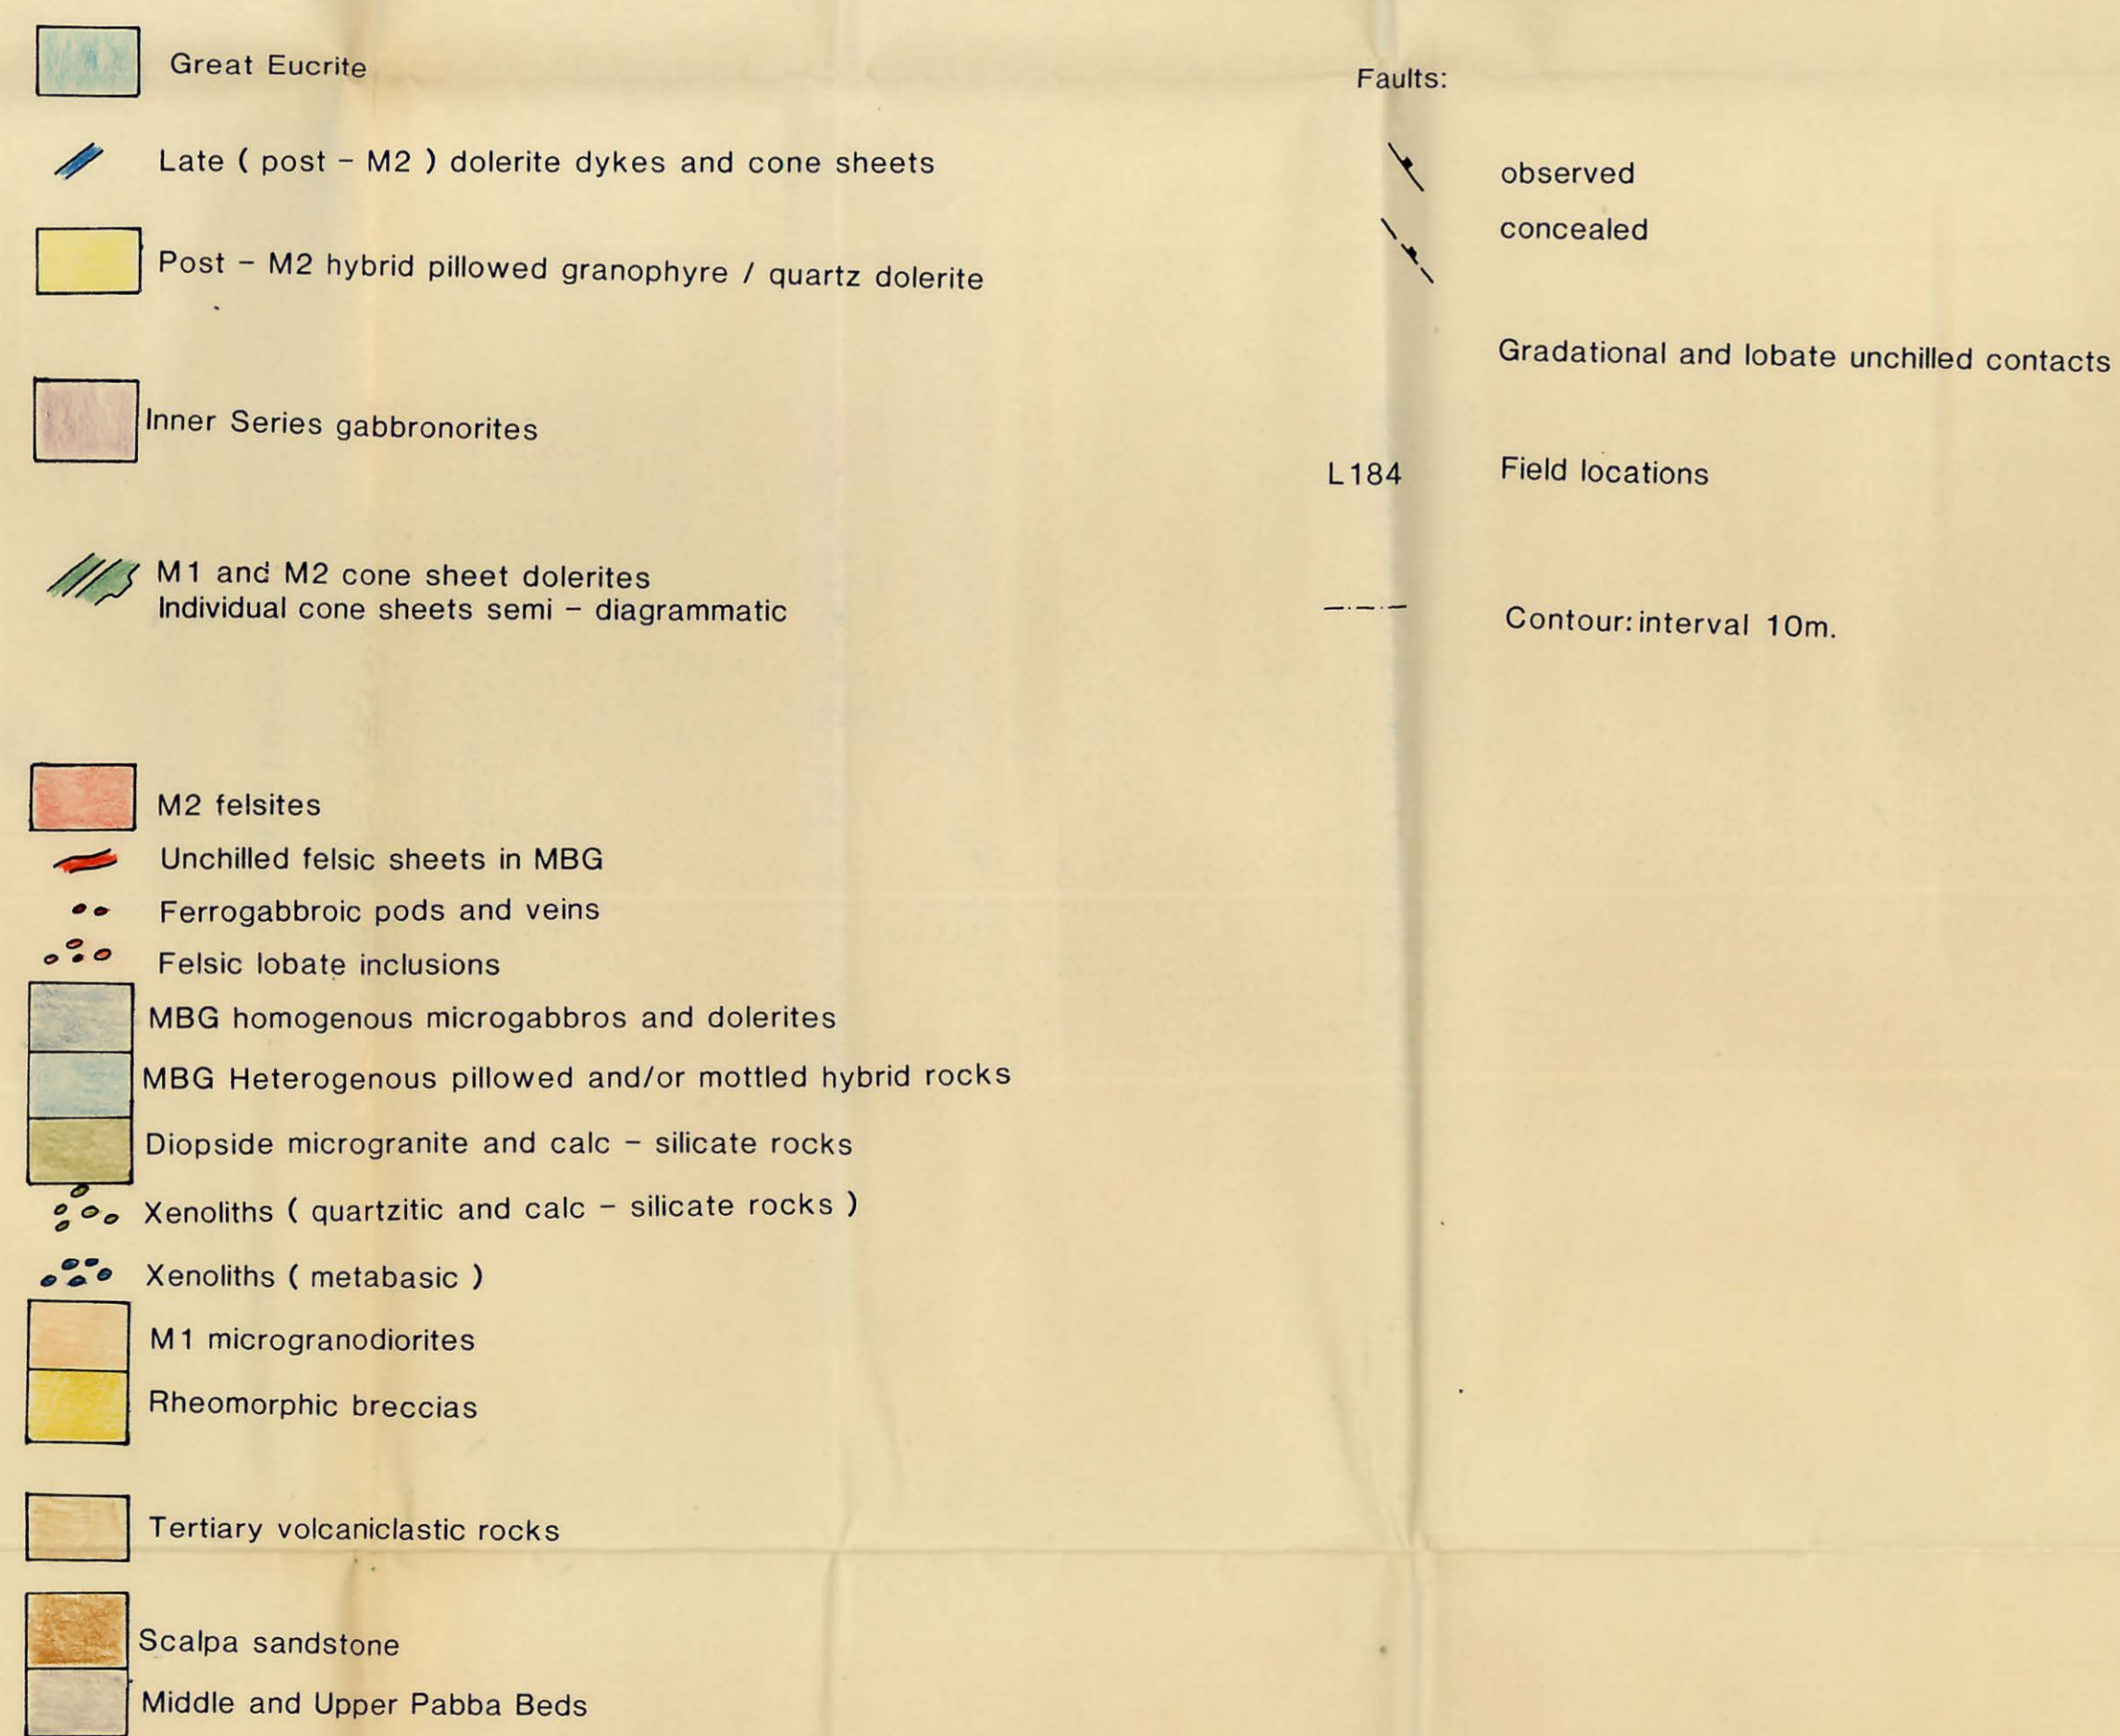 Great Eucrite
Late ( post - M2 ) dolerite dykes and cone sheets
Post - M2 hybrid pillowed granophyre / quartz dolerite
Inner Series gabbronorites
M1 and M2 cone sheet dolerites
Individual cone sheets semi - diagrammatic
M2 felsites
Unchilled felsic sheets in MBG
Ferrogabbroic pods and veins
Felsic lobate inclusions
MBG homogenous microgabbros and dolerites
MBG Heterogenous pillowed and/or mottled hybrid rocks
Diopside microgranite and calc - silicate rocks
Xenoliths ( quartzitic and calc - silicate rocks )
Xenoliths ( metabasic )
M1 microgranodiorites
Rheomorphic breccias
Tertiary volcaniclastic rocks
Scalpa sandstone
Middle and Upper Pabba Beds
Faults:
observed
concealed
Gradational and lobate unchilled contacts
L184 Field locations
Contour: interval 10m.